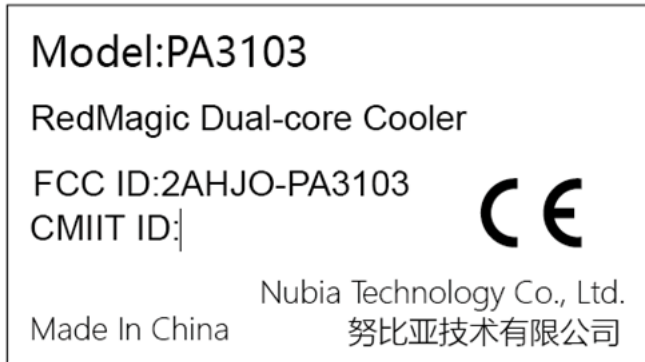 Model:PA3103
RedMagic Dual-core Cooler
FCC ID:2AHJO-PA3103
CMIIT ID:
CE
Nubia Technology Co., Ltd.
Made In China
努比亚技术有限公司